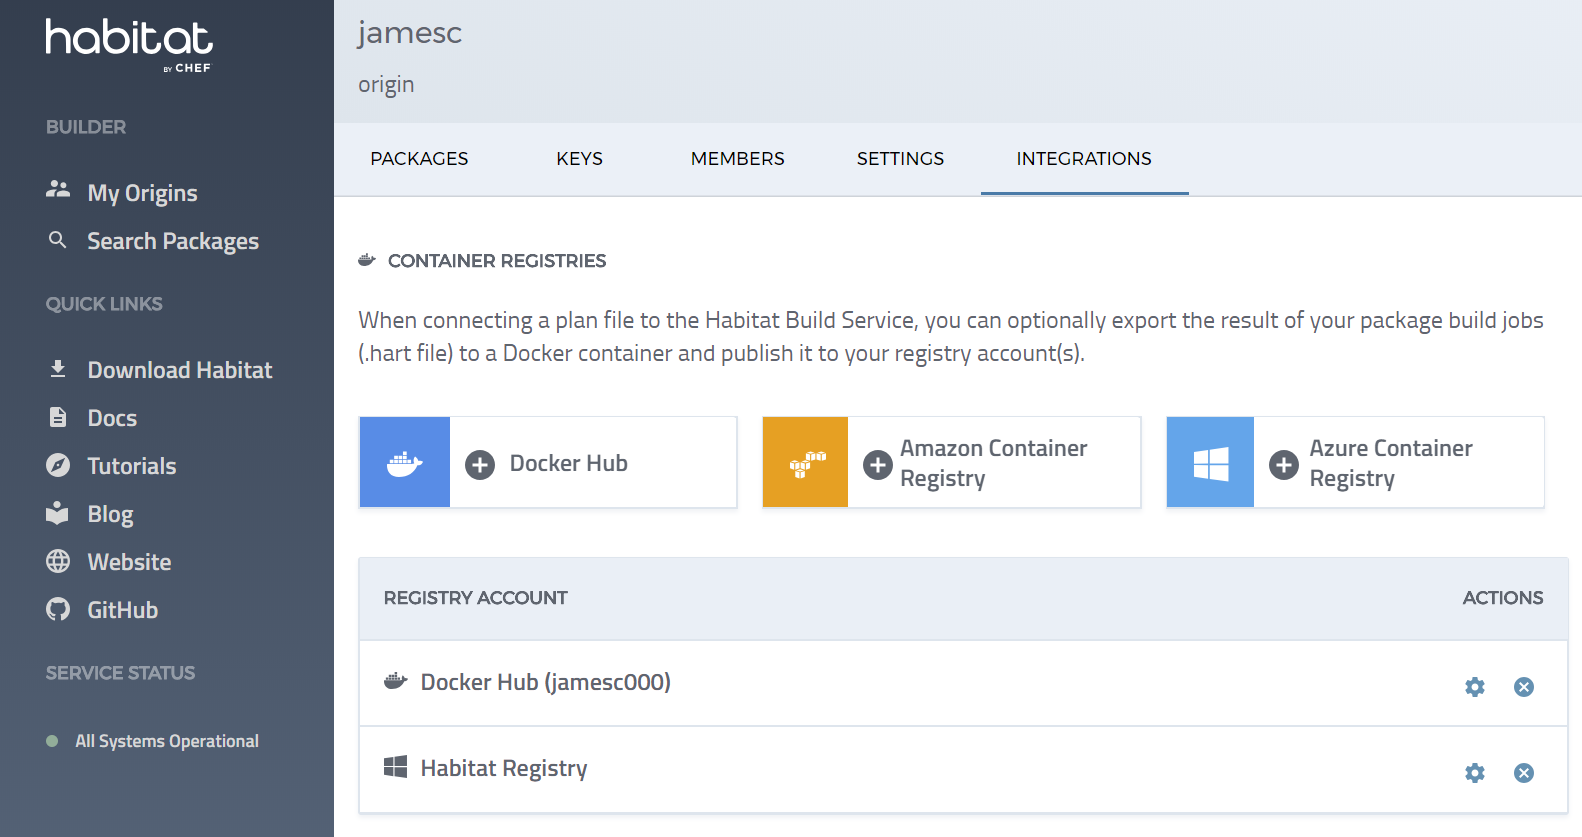 habitat
BY CHEF
BUILDER
My Origins
Search Packages
QUICK LINKS
Download Habitat
Docs
Tutorials
Blog
Website
GitHub
SERVICE STATUS
All Systems Operational
jamesc
origin
PACKAGES
KEYS
MEMBERS
SETTINGS
INTEGRATIONS
CONTAINER REGISTRIES
When connecting a plan file to the Habitat Build Service, you can optionally export the result of your package build jobs
(.hart file) to a Docker container and publish it to your registry account(s).
Docker Hub
Amazon Container
Registry
Azure Container
Registry
REGISTRY ACCOUNT
ACTIONS
Docker Hub (jamesc000)
Habitat Registry